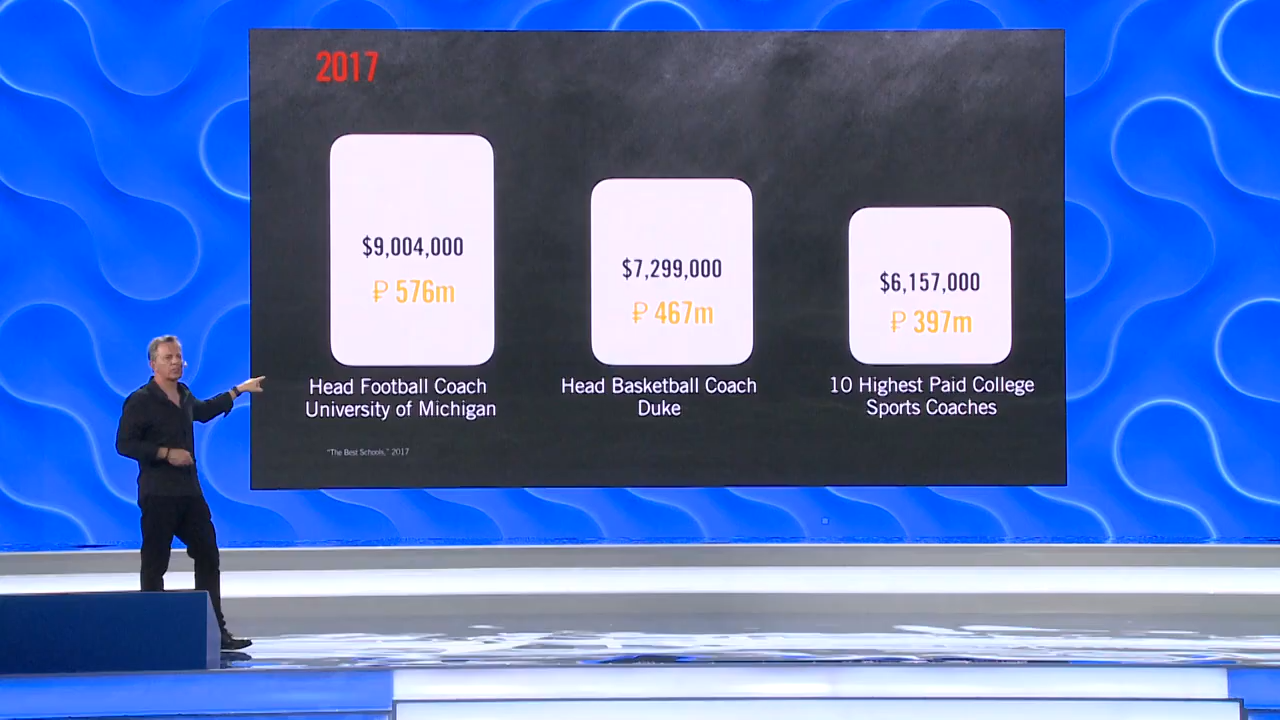 2017
$9,004,000
₽ 576m
$7,299,000
₽ 467m
$6,157,000
₽ 397m
Head Football Coach
University of Michigan
Head Basketball Coach
Duke
10 Highest Paid College
Sports Coaches
"The Best Schools," 2017